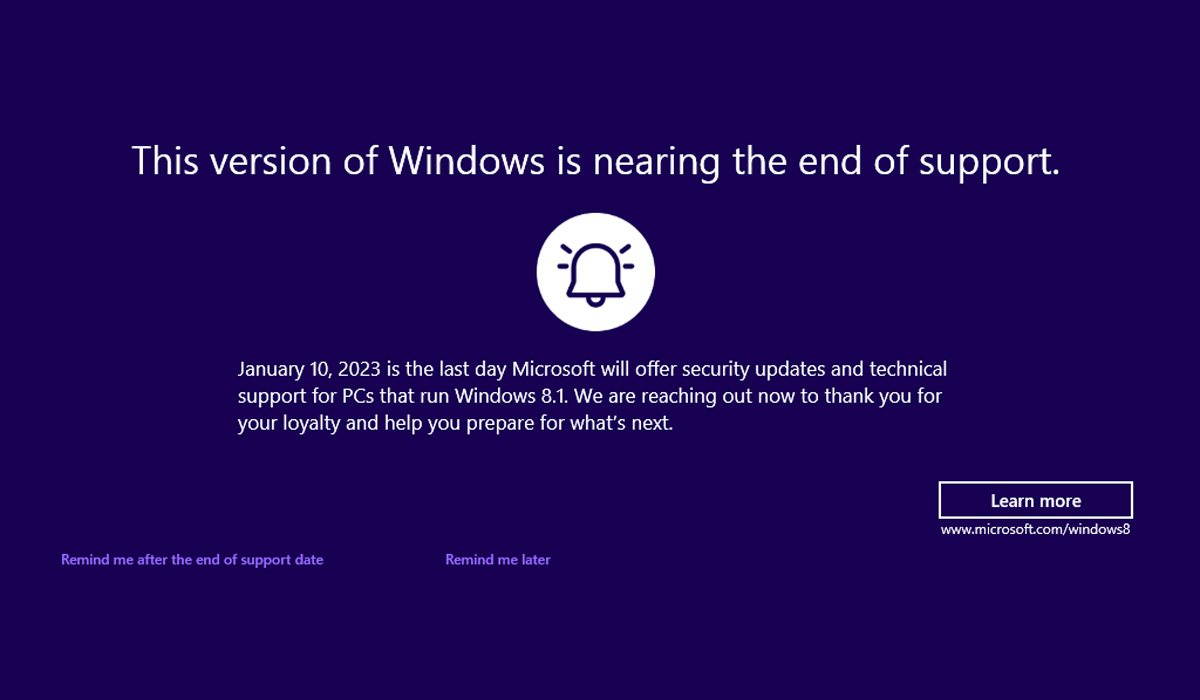 This version of Windows is nearing the end of support.
January 10, 2023 is the last day Microsoft will offer security updates and technical
support for PCs that run Windows 8.1. We are reaching out now to thank you for
your loyalty and help you prepare for what's next.
Learn more
www.microsoft.com/windows8
Remind me after the end of support date
Remind me later